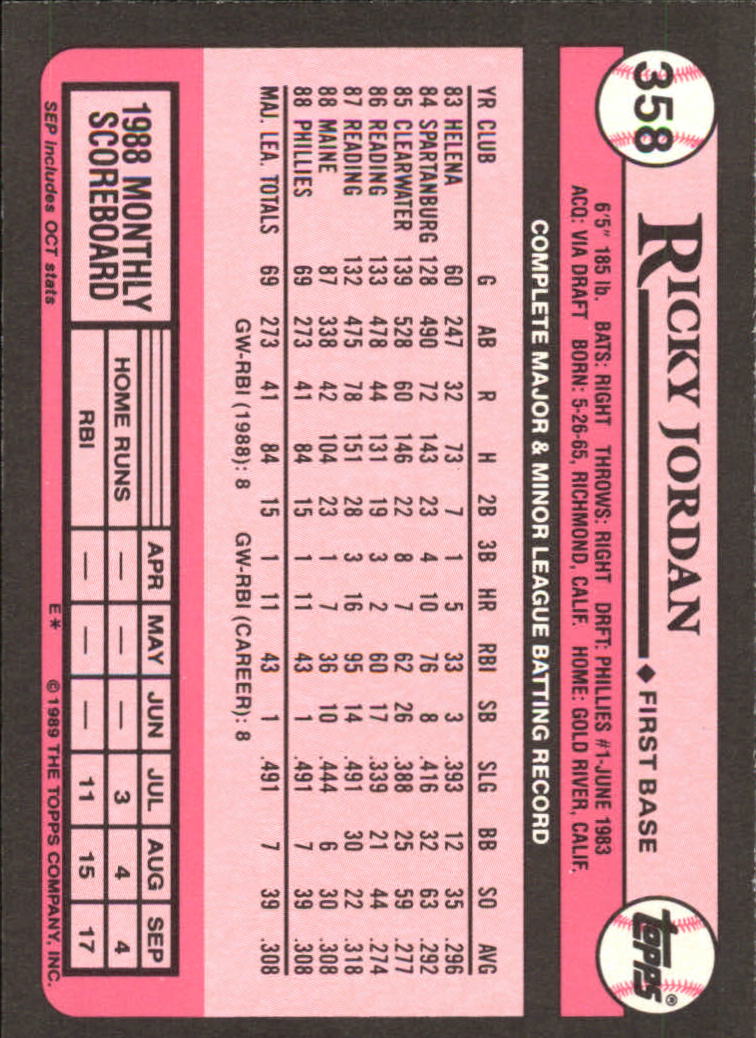 358
RICKY JORDAN ◆ FIRST BASE
topps®
6'5" 185 lb. BATS: RIGHT THROWS: RIGHT DRFT: PHILLIES #1-JUNE 1983
ACQ: VIA DRAFT BORN: 5-26-65, RICHMOND, CALIF. HOME: GOLD RIVER, CALIF.
COMPLETE MAJOR & MINOR LEAGUE BATTING RECORD
YR CLUB G AB R H 2B 3B HR RBI SB SLG BB SO AVG
83 HELENA 60 247 32 73 7 1 5 33 3 .393 12 35 .296
84 SPARTANBURG 128 490 72 143 23 4 10 76 8 .416 32 63 .292
85 CLEARWATER 139 528 60 146 22 8 7 62 26 .388 25 59 .277
86 READING 133 478 44 131 19 3 2 60 17 .339 21 44 .274
87 READING 132 475 78 151 28 3 16 95 14 .491 30 22 .318
88 MAINE 87 338 42 104 23 1 7 36 10 .444 6 30 .308
88 PHILLIES 69 273 41 84 15 1 11 43 1 .491 7 39 .308
MAJ. LEA. TOTALS 69 273 41 84 15 1 11 43 1 .491 7 39 .308
GW-RBI (1988): 8 GW-RBI (CAREER): 8
1988 MONTHLY
SCOREBOARD
APR MAY JUN JUL AUG SEP
HOME RUNS — — — 3 4 4
RBI — — — 11 15 17
SEP includes OCT stats E* © 1989 THE TOPPS COMPANY, INC.